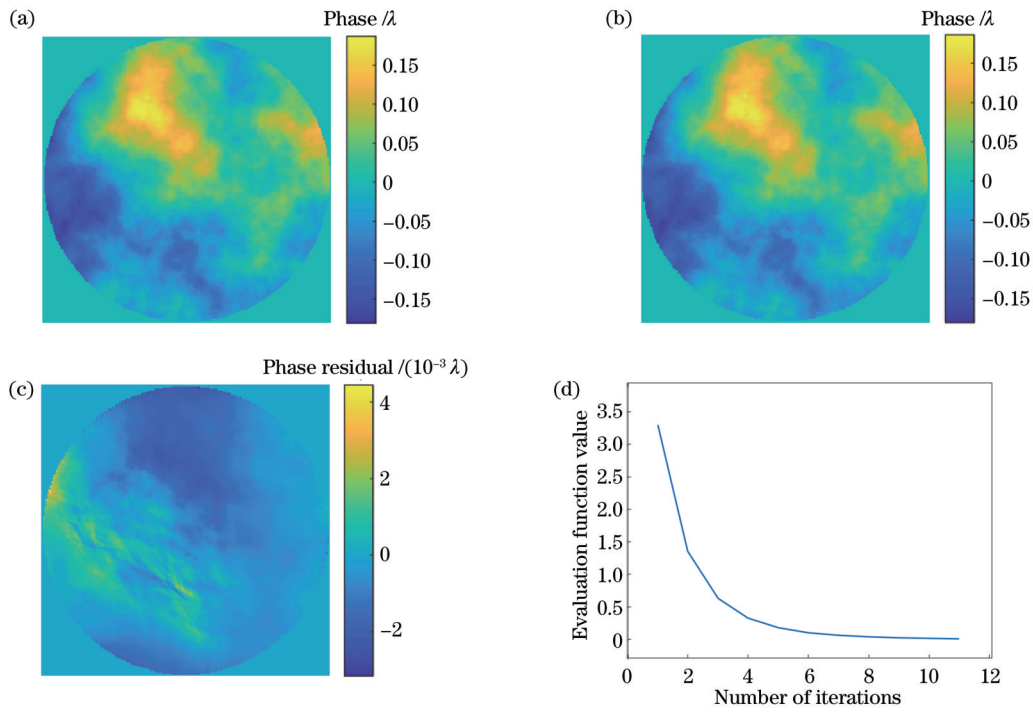 (a)
Phase /λ
0.15
0.10
0.05
0
−0.05
−0.10
−0.15
(b)
Phase /λ
0.15
0.10
0.05
0
−0.05
−0.10
−0.15
(c)
Phase residual /(10⁻³ λ)
4
2
0
−2
(d)
Evaluation function value
3.5
3.0
2.5
2.0
1.5
1.0
0.5
0
0 2 4 6 8 10 12
Number of iterations